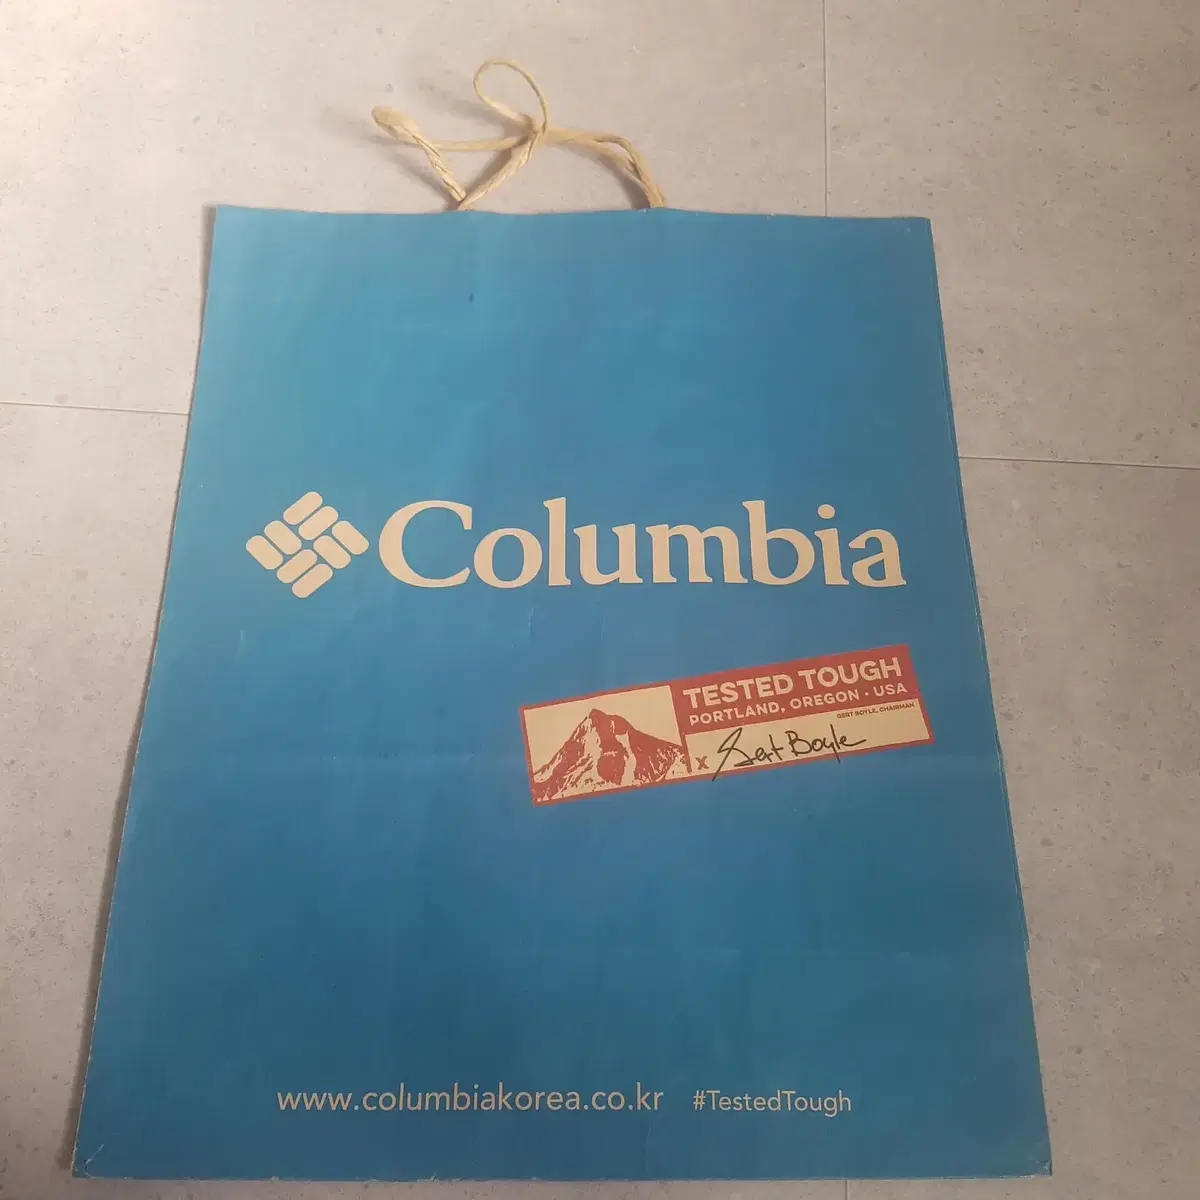 Columbia
TESTED TOUGH
PORTLAND, OREGON · USA
GERT BOYLE, CHAIRMAN
x Gert Boyle
www.columbiakorea.co.kr #TestedTough